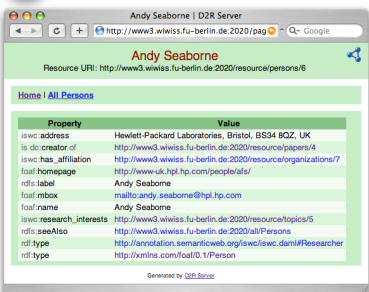 Andy Seaborne | D2R Server
http://www3.wiwiss.fu-berlin.de:2020/pag
Google
Andy Seaborne
Resource URI: http://www3.wiwiss.fu-berlin.de:2020/resource/persons/6
Home | All Persons
Property Value
iswc:address Hewlett-Packard Laboratories, Bristol, BS34 8QZ, UK
is dc:creator of http://www3.wiwiss.fu-berlin.de:2020/resource/papers/4
iswc:has_affiliation http://www3.wiwiss.fu-berlin.de:2020/resource/organizations/7
foaf:homepage http://www-uk.hpl.hp.com/people/afs/
rdfs:label Andy Seaborne
foaf:mbox mailto:andy.seaborne@hpl.hp.com
foaf:name Andy Seaborne
iswc:research_interests http://www3.wiwiss.fu-berlin.de:2020/resource/topics/5
rdfs:seeAlso http://www3.wiwiss.fu-berlin.de:2020/all/Persons
rdf:type http://annotation.semanticweb.org/iswc/iswc.daml#Researcher
rdf:type http://xmlns.com/foaf/0.1/Person
Generated by D2R Server